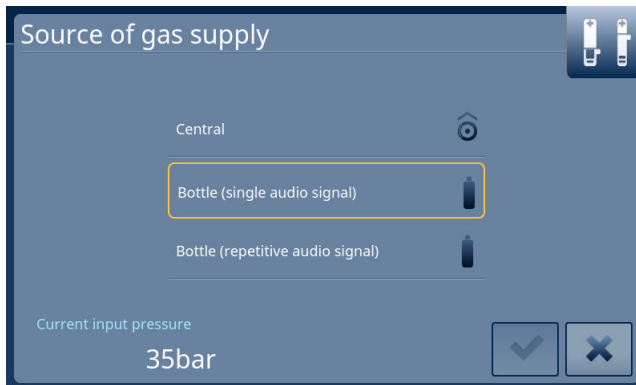 Source of gas supply
Central
Bottle (single audio signal)
Bottle (repetitive audio signal)
Current input pressure
35bar